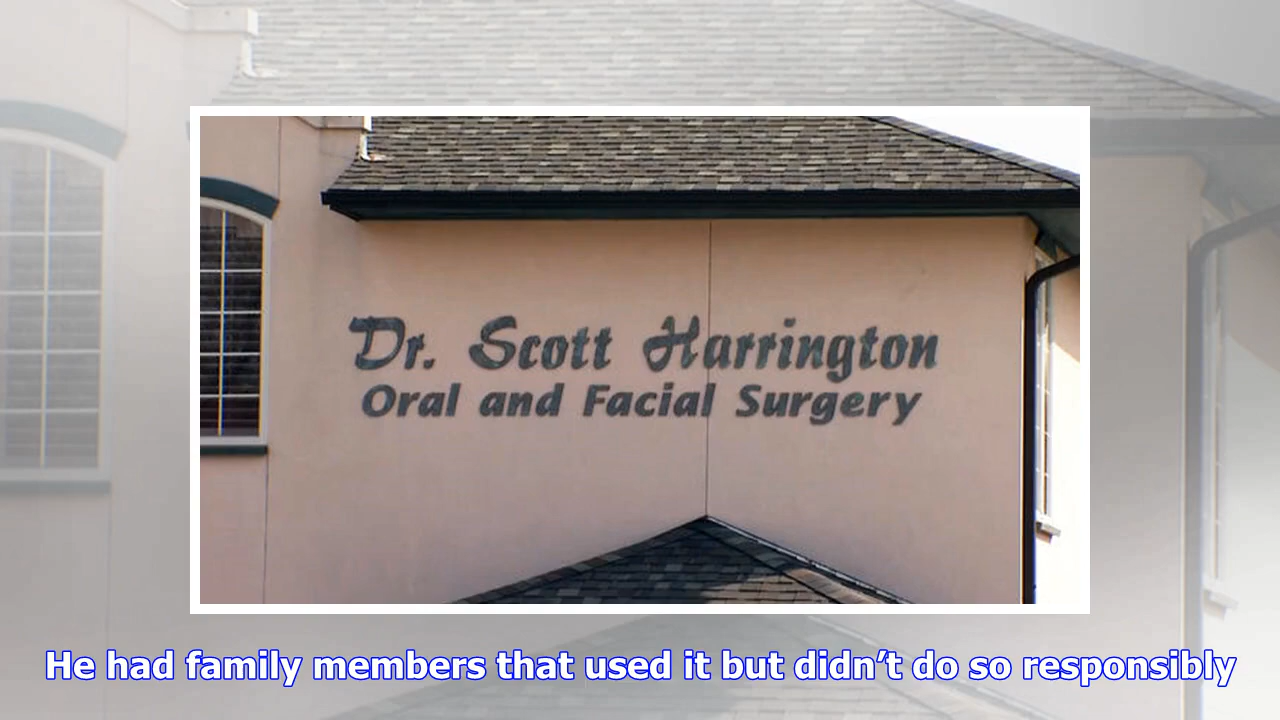 Dr. Scott Harrington
Oral and Facial Surgery
He had family members that used it but didn’t do so responsibly